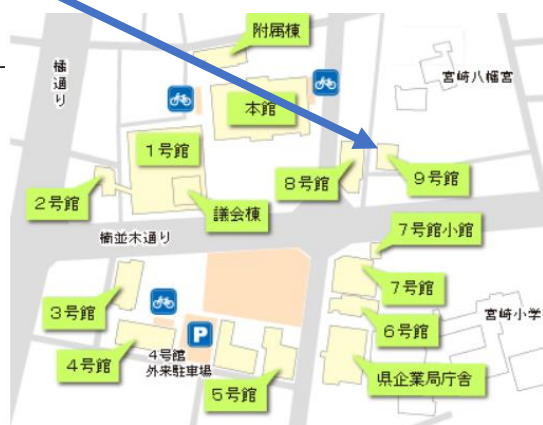 附属棟
橘通り
宮崎八幡宮
本館
1号館
8号館
9号館
2号館
議会棟
7号館小館
楠並木通り
7号館
3号館
宮崎小学
6号館
P
4号館
4号館
外来駐車場
5号館
県企業局庁舎